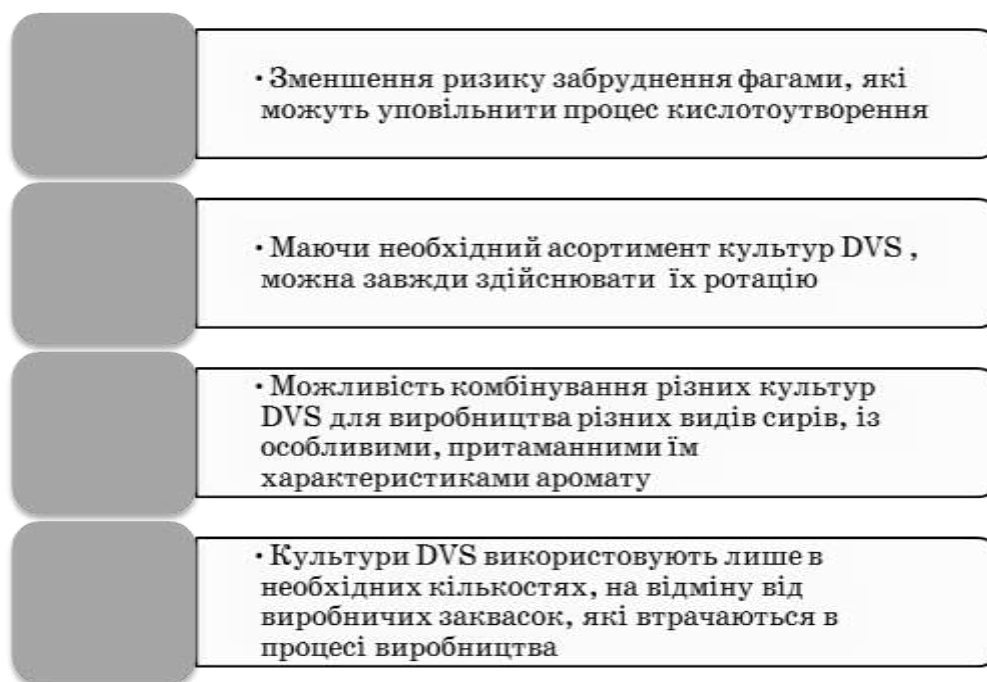 • Зменшення ризику забруднення фагами, які
можуть уповільнити процес кислотоутворення
• Маючи необхідний асортимент культур DVS ,
можна завжди здійснювати їх ротацію
• Можливість комбінування різних культур
DVS для виробництва різних видів сирів, із
особливими, притаманними їм
характеристиками аромату
• Культури DVS використовують лише в
необхідних кількостях, на відміну від
виробничих заквасок, які втрачаються в
процесі виробництва